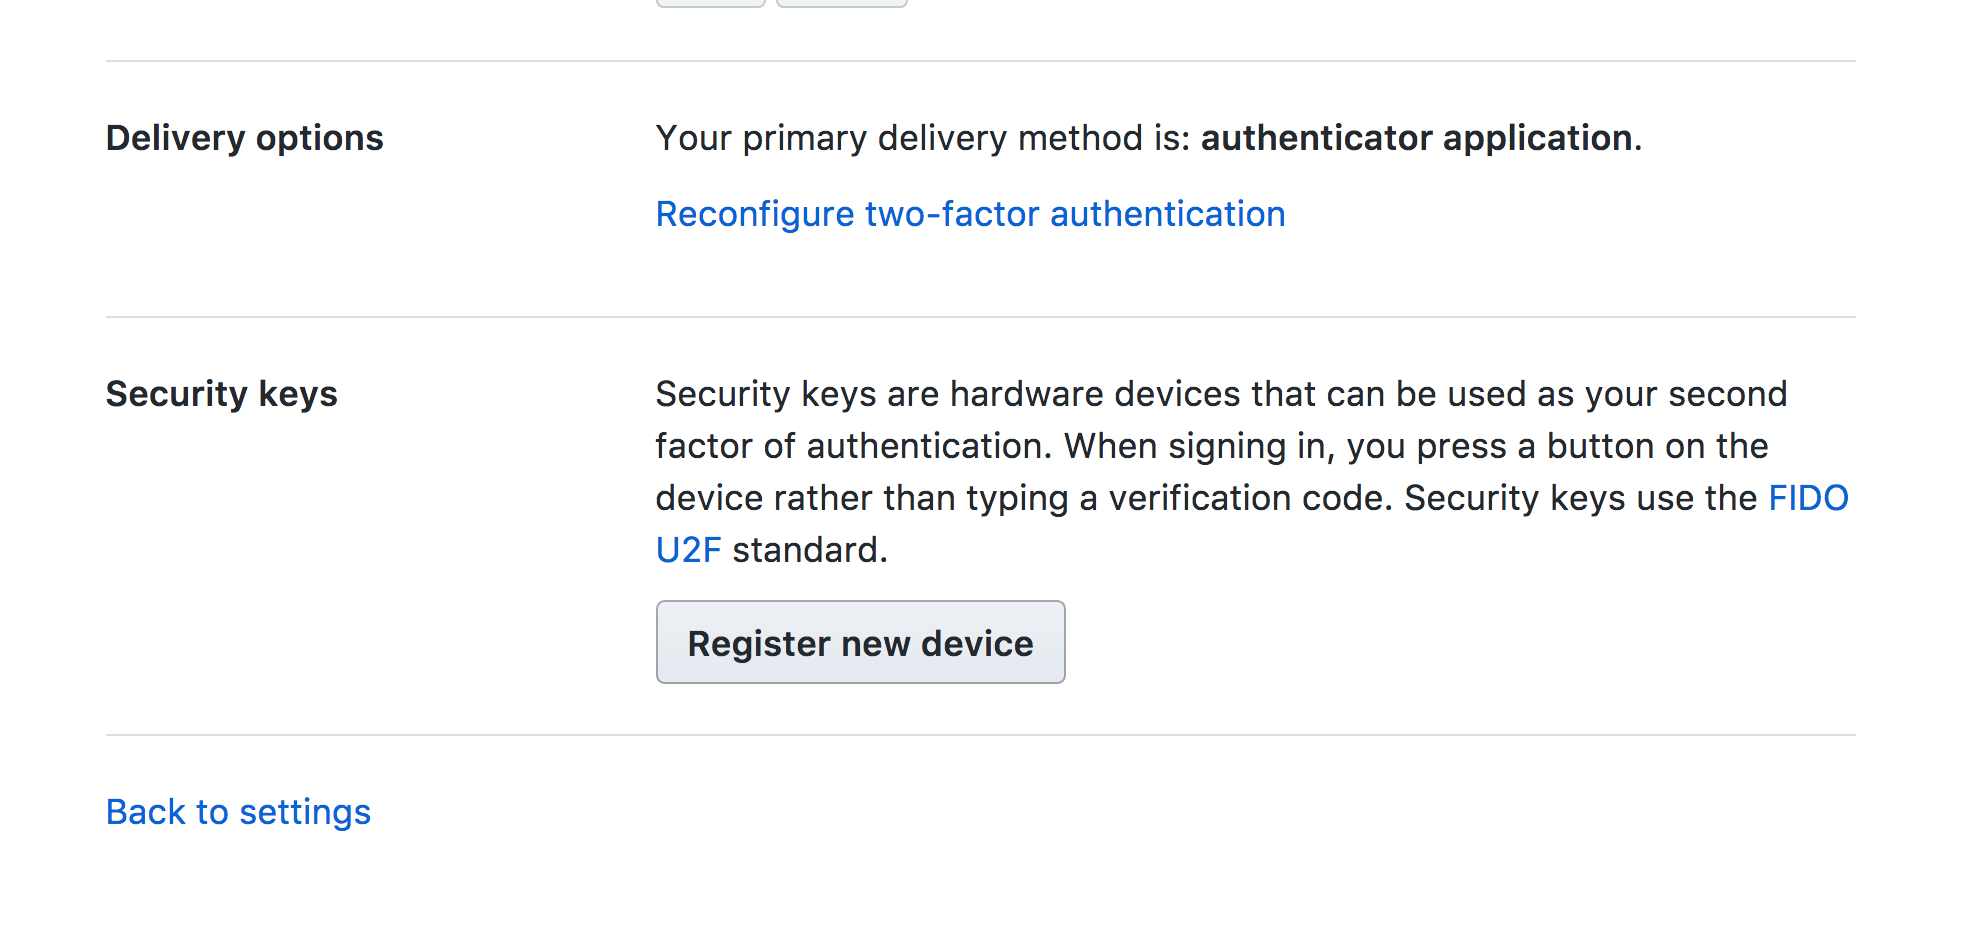 Delivery options
Your primary delivery method is: authenticator application.
Reconfigure two-factor authentication
Security keys
Security keys are hardware devices that can be used as your second
factor of authentication. When signing in, you press a button on the
device rather than typing a verification code. Security keys use the FIDO
U2F standard.
Register new device
Back to settings